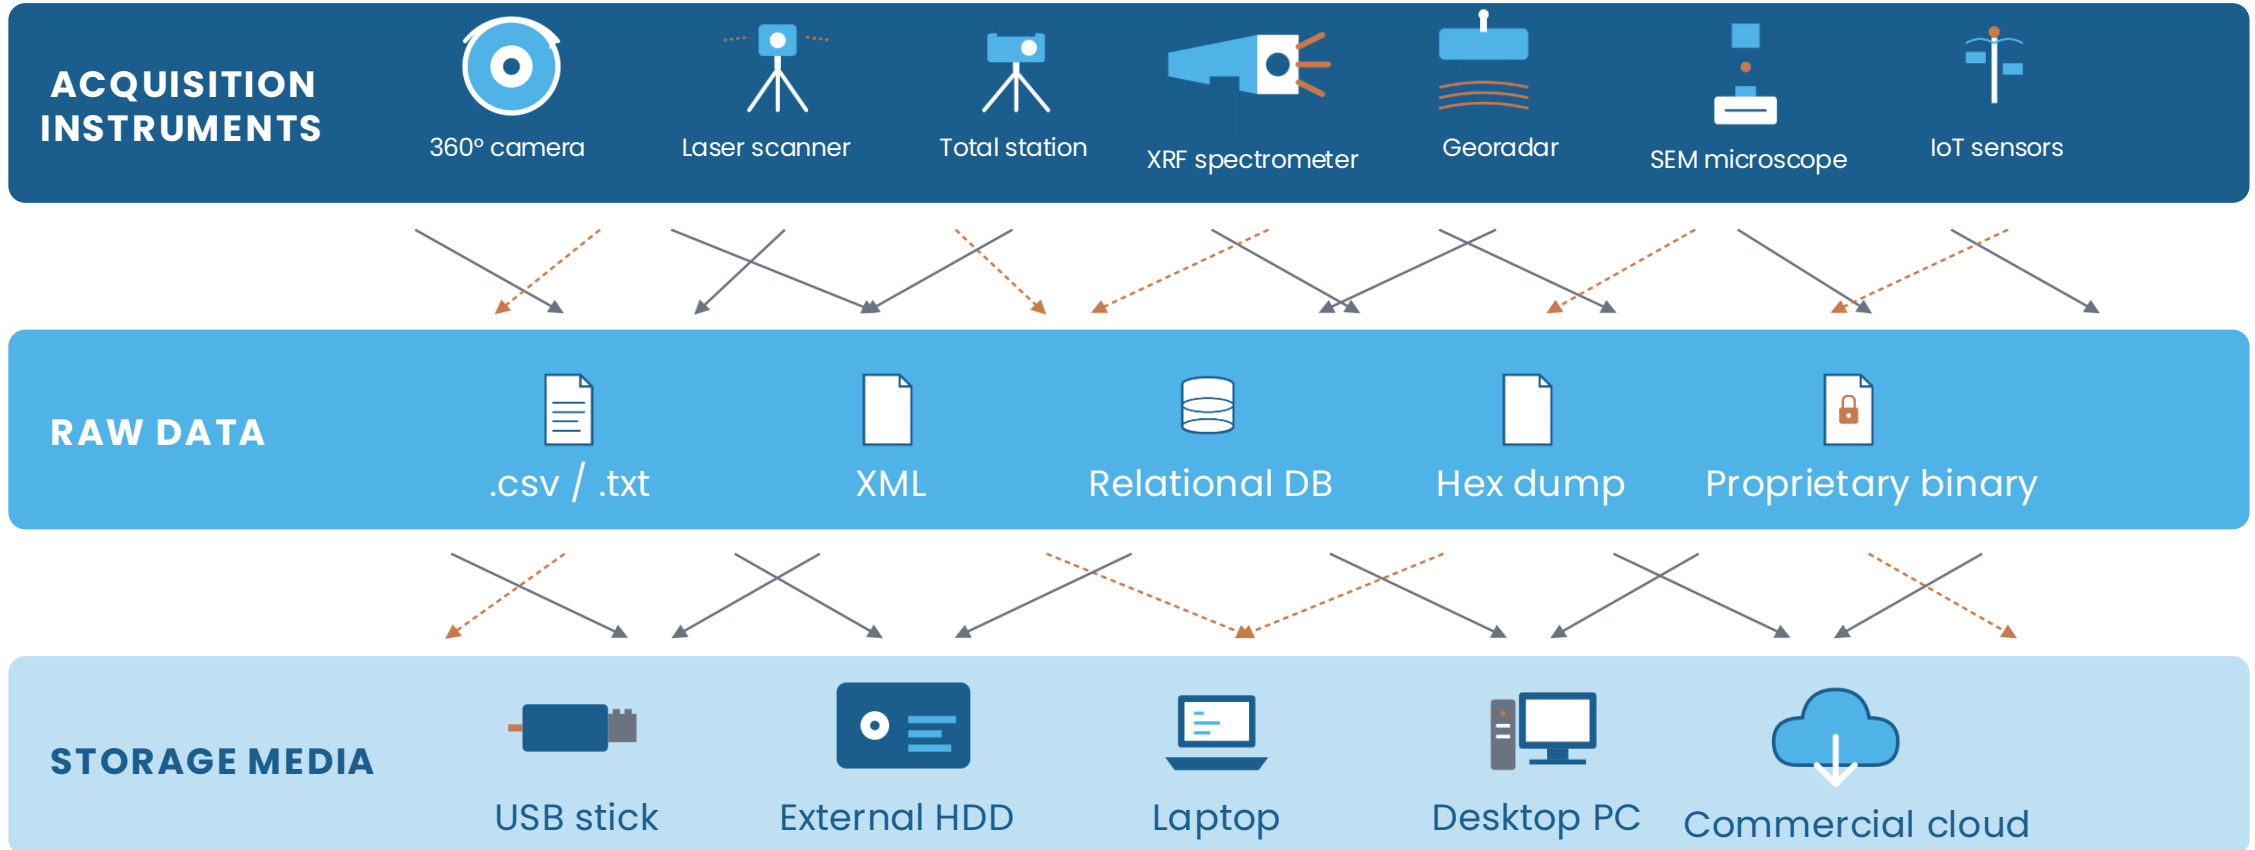 ACQUISITION
INSTRUMENTS
360° camera
Laser scanner
Total station
XRF spectrometer
Georadar
SEM microscope
IoT sensors
RAW DATA
.csv / .txt
XML
Relational DB
Hex dump
Proprietary binary
STORAGE MEDIA
USB stick
External HDD
Laptop
Desktop PC
Commercial cloud